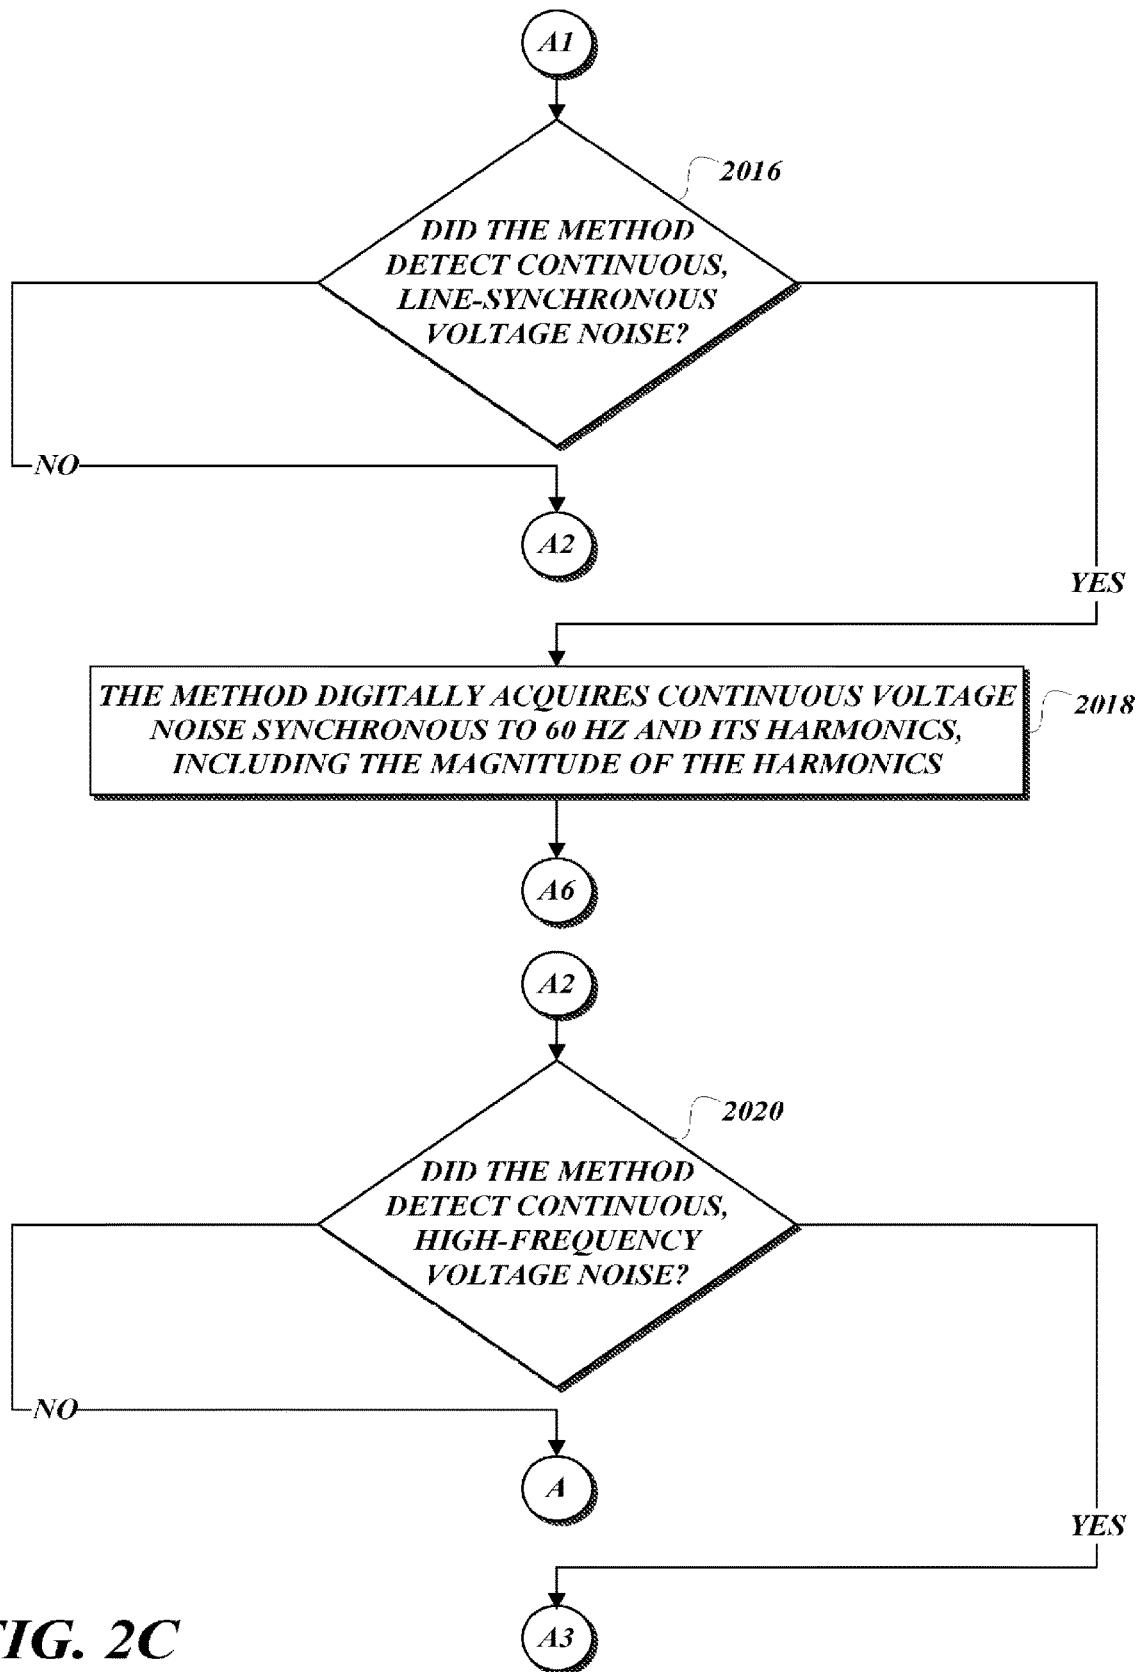 A1
2016
DID THE METHOD
DETECT CONTINUOUS,
LINE-SYNCHRONOUS
VOLTAGE NOISE?
NO
A2
YES
THE METHOD DIGITALLY ACQUIRES CONTINUOUS VOLTAGE
NOISE SYNCHRONOUS TO 60 HZ AND ITS HARMONICS,
INCLUDING THE MAGNITUDE OF THE HARMONICS
2018
A6
A2
2020
DID THE METHOD
DETECT CONTINUOUS,
HIGH-FREQUENCY
VOLTAGE NOISE?
NO
A
YES
A3
FIG. 2C